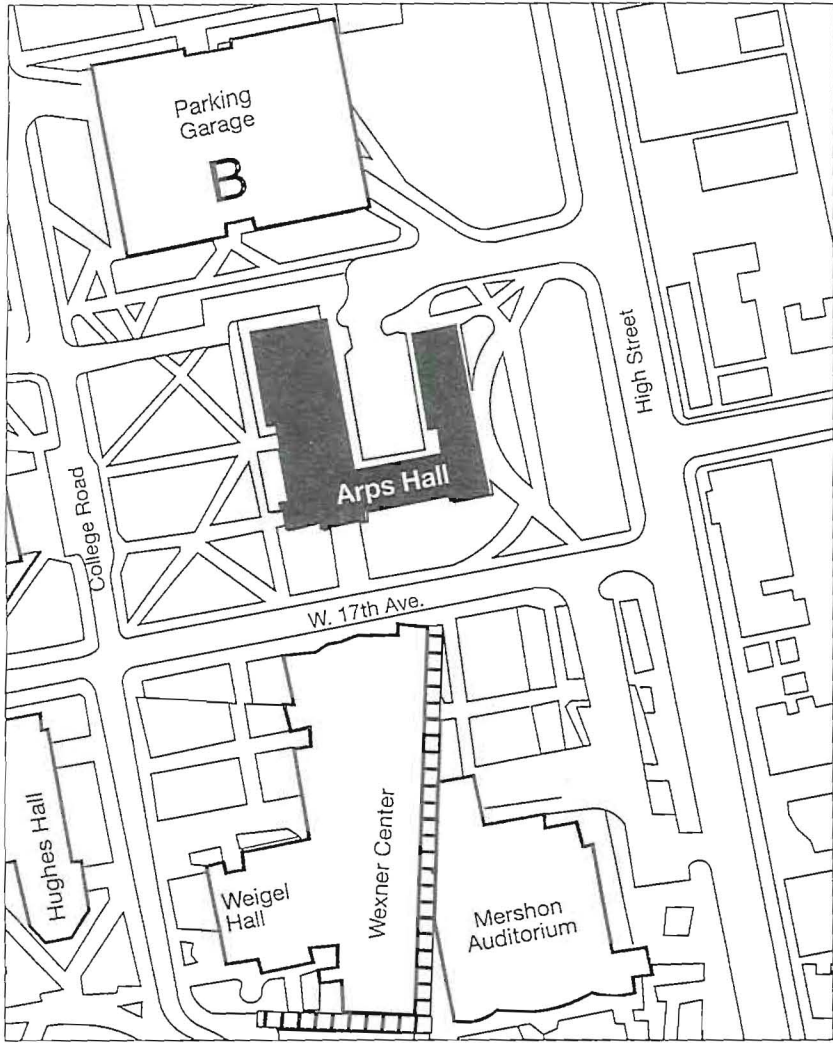 Parking
Garage
B
High Street
Arps Hall
College Road
W. 17th Ave.
Hughes Hall
Weigel
Hall
Wexner Center
Mershon
Auditorium